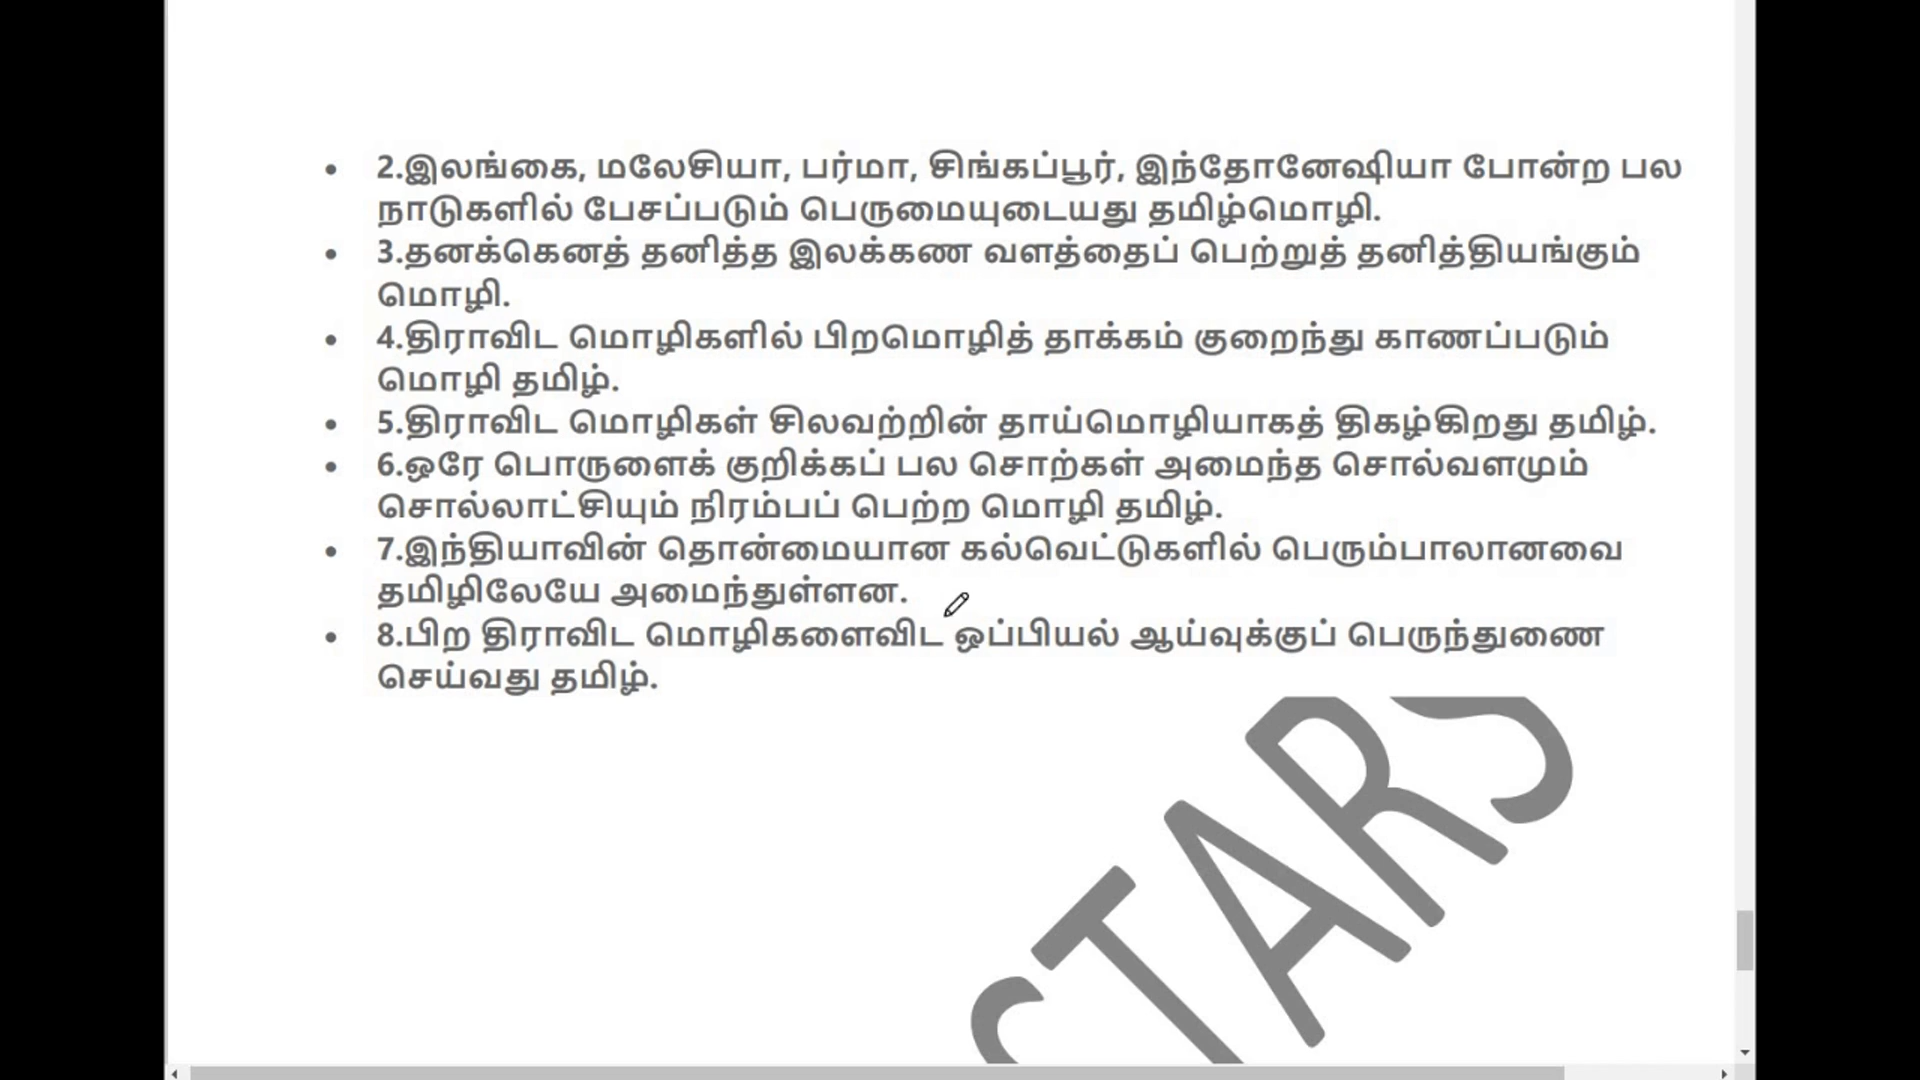 • 2.இலங்கை, மலேசியா, பர்மா, சிங்கப்பூர், இந்தோனேஷியா போன்ற பல
நாடுகளில் பேசப்படும் பெருமையுடையது தமிழ்மொழி.
• 3.தனக்கெனத் தனித்த இலக்கண வளத்தைப் பெற்றுத் தனித்தியங்கும்
மொழி.
• 4.திராவிட மொழிகளில் பிறமொழித் தாக்கம் குறைந்து காணப்படும்
மொழி தமிழ்.
• 5.திராவிட மொழிகள் சிலவற்றின் தாய்மொழியாகத் திகழ்கிறது தமிழ்.
• 6.ஒரே பொருளைக் குறிக்கப் பல சொற்கள் அமைந்த சொல்வளமும்
சொல்லாட்சியும் நிரம்பப் பெற்ற மொழி தமிழ்.
• 7.இந்தியாவின் தொன்மையான கல்வெட்டுகளில் பெரும்பாலானவை
தமிழிலேயே அமைந்துள்ளன.
• 8.பிற திராவிட மொழிகளைவிட ஒப்பியல் ஆய்வுக்குப் பெருந்துணை
செய்வது தமிழ்.
STARS